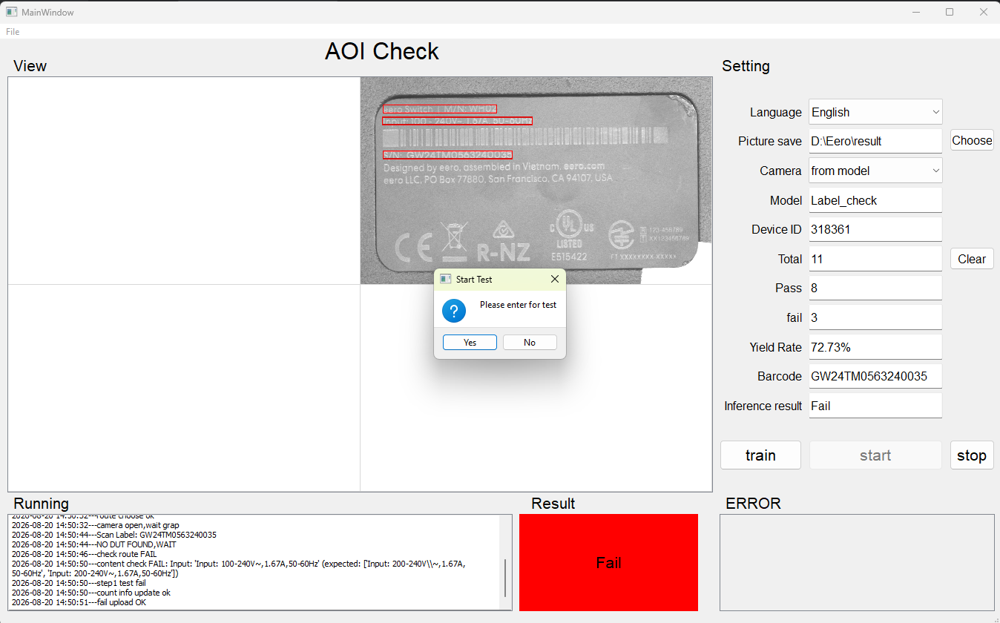 MainWindow
File
AOI Check
View
Setting
eero Switch | M/N: WH02
Input: 100 - 240V~ 1.67A, 50-60Hz
S/N: GW24TM0563240035
Designed by eero, assembled in Vietnam. eero.com
eero LLC, PO Box 77880, San Francisco, CA 94107, USA
CE
R-NZ
C UL US
LISTED
E515422
123-456789
XX123456789
FT XXXXXXXX-XXXXX
Start Test
Please enter for test
Yes
No
Language English
Picture save D:\Eero\result Choose
Camera from model
Model Label_check
Device ID 318361
Total 11 Clear
Pass 8
fail 3
Yield Rate 72.73%
Barcode GW24TM0563240035
Inference result Fail
train start stop
Running
2026-08-20 14:50:32---route choose ok
2026-08-20 14:50:32---camera open,wait grap
2026-08-20 14:50:44---Scan Label: GW24TM0563240035
2026-08-20 14:50:44---NO DUT FOUND,WAIT
2026-08-20 14:50:46---check route FAIL
2026-08-20 14:50:50---content check FAIL: Input: 'Input: 100-240V~,1.67A,50-60Hz' (expected: ['Input: 200-240V\\~,1.67A,
50-60Hz', 'Input: 200-240V~,1.67A,50-60Hz'])
2026-08-20 14:50:50---step1 test fail
2026-08-20 14:50:50---count info update ok
2026-08-20 14:50:51---fail upload OK
Result
Fail
ERROR